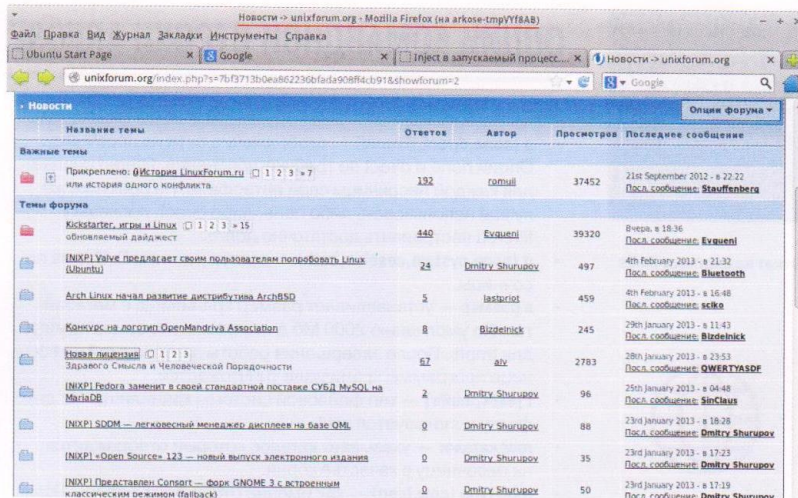 Новости -> unixforum.org - Mozilla Firefox (на arkose-tmpVYf8AB)
Файл Правка Вид Журнал Закладки Инструменты Справка
Ubuntu Start Page Google Inject в запускаемый процесс.... Новости -> unixforum.org
unixforum.org/index.php?s=7bf3713b0ea862236bfada908ff4cb91&showforum=2 Google
Новости Опции форума
Название темы Ответов Автор Просмотров Последнее сообщение
Важные темы
Прикреплено: История LinuxForum.ru 1 2 3 » 7 192 romuil 37452 21st September 2012 - в 22:22
или история одного конфликта. Посл. сообщение: Stauffenberg
Темы форума
Kickstarter, игры и Linux 1 2 3 » 15 440 Evgueni 39320 Вчера, в 18:36
обновляемый дайджест Посл. сообщение: Evgueni
[NIXP] Valve предлагает своим пользователям попробовать Linux 24 Dmitry Shurupov 497 4th February 2013 - в 21:32
(Ubuntu) Посл. сообщение: Bluetooth
Arch Linux начал развитие дистрибутива ArchBSD 5 lastpriot 459 4th February 2013 - в 16:48
Посл. сообщение: sciko
Конкурс на логотип OpenMandriva Association 8 Bizdelnick 245 29th January 2013 - в 11:43
Посл. сообщение: Bizdelnick
Новая лицензия 1 2 3 67 alv 2783 28th January 2013 - в 23:53
Здравого Смысла и Человеческой Порядочности Посл. сообщение: QWERTYASDF
[NIXP] Fedora заменит в своей стандартной поставке СУБД MySQL на 2 Dmitry Shurupov 96 25th January 2013 - в 04:48
MariaDB Посл. сообщение: SinClaus
[NIXP] SDDM — легковесный менеджер дисплеев на базе QML 0 Dmitry Shurupov 88 23rd January 2013 - в 18:28
Посл. сообщение: Dmitry Shurupov
[NIXP] «Open Source» 123 — новый выпуск электронного издания 0 Dmitry Shurupov 35 23rd January 2013 - в 17:23
Посл. сообщение: Dmitry Shurupov
[NIXP] Представлен Consort — форк GNOME 3 с встроенным 0 Dmitry Shurupov 50 23rd January 2013 - в 17:19
классическим режимом (fallback) Посл. сообщение: Dmitry Shurupov